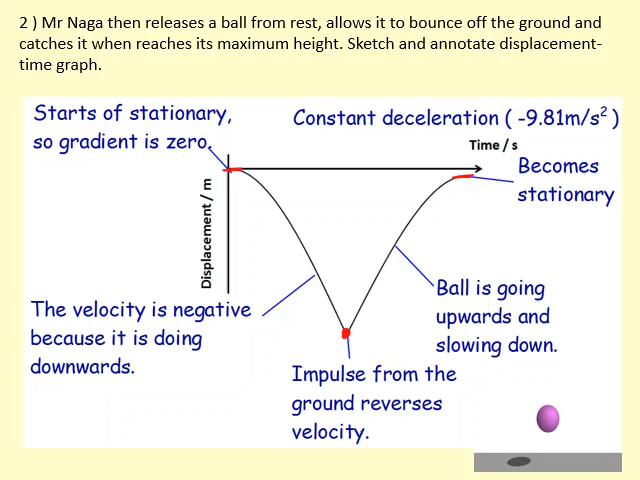 2 ) Mr Naga then releases a ball from rest, allows it to bounce off the ground and
catches it when reaches its maximum height. Sketch and annotate displacement-
time graph.
Starts of stationary,
so gradient is zero.
Constant deceleration ( -9.81m/s²)
Time / s
Becomes
stationary
Displacement / m
The velocity is negative
because it is doing
downwards.
Ball is going
upwards and
slowing down.
Impulse from the
ground reverses
velocity.